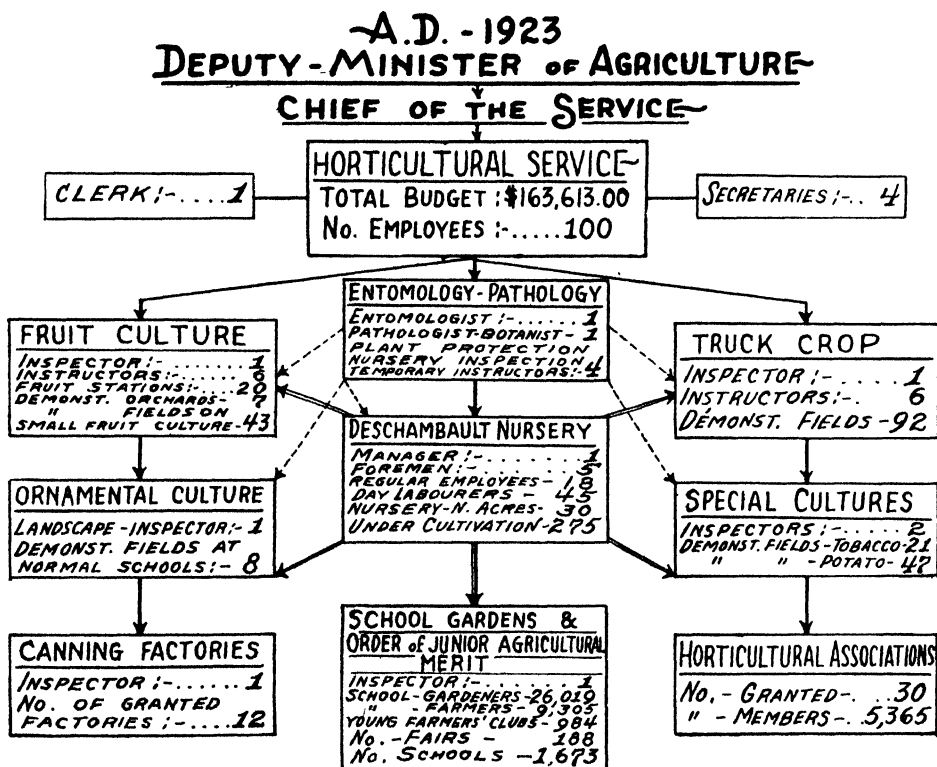 A.D. - 1923
DEPUTY-MINISTER OF AGRICULTURE
CHIEF OF THE SERVICE
HORTICULTURAL SERVICE
TOTAL BUDGET : $163,613.00
No. EMPLOYEES :-.....100
CLERK:-....1
SECRETARIES:-.. 4
ENTOMOLOGY-PATHOLOGY
ENTOMOLOGIST:-......1
PATHOLOGIST-BOTANIST- 1
PLANT PROTECTION
NURSERY INSPECTION
TEMPORARY INSTRUCTORS:-4
FRUIT CULTURE
INSPECTOR:-......1
INSTRUCTORS:-....6
FRUIT STATIONS:-..20
DEMONST. ORCHARDS-7
" FIELDS ON
SMALL FRUIT CULTURE-43
TRUCK CROP
INSPECTOR:-....1
INSTRUCTORS:-. 6
DÉMONST. FIELDS-92
DESCHAMBAULT NURSERY
MANAGER:-.......1
FOREMEN:-.......5
REGULAR EMPLOYEES-18
DAY LABOURERS - 45
NURSERY-N. ACRES- 30
UNDER CULTIVATION-275
ORNAMENTAL CULTURE
LANDSCAPE-INSPECTOR:- 1
DEMONST. FIELDS AT
NORMAL SCHOOLS:- 8
SPECIAL CULTURES
INSPECTORS:-.....2
DEMONST. FIELDS-TOBACCO-21
" " -POTATO- 47
CANNING FACTORIES
INSPECTOR:-......1
NO. OF GRANTED
FACTORIES:-....12
SCHOOL GARDENS &
ORDER of JUNIOR AGRICULTURAL
MERIT
INSPECTOR:-.......1
SCHOOL-GARDENERS-26,019
" - FARMERS - 9,305
YOUNG FARMERS' CLUBS- 984
No.-FAIRS - 188
No. SCHOOLS -1,673
HORTICULTURAL ASSOCIATIONS
No. - GRANTED-. .30
" - MEMBERS-..5,365